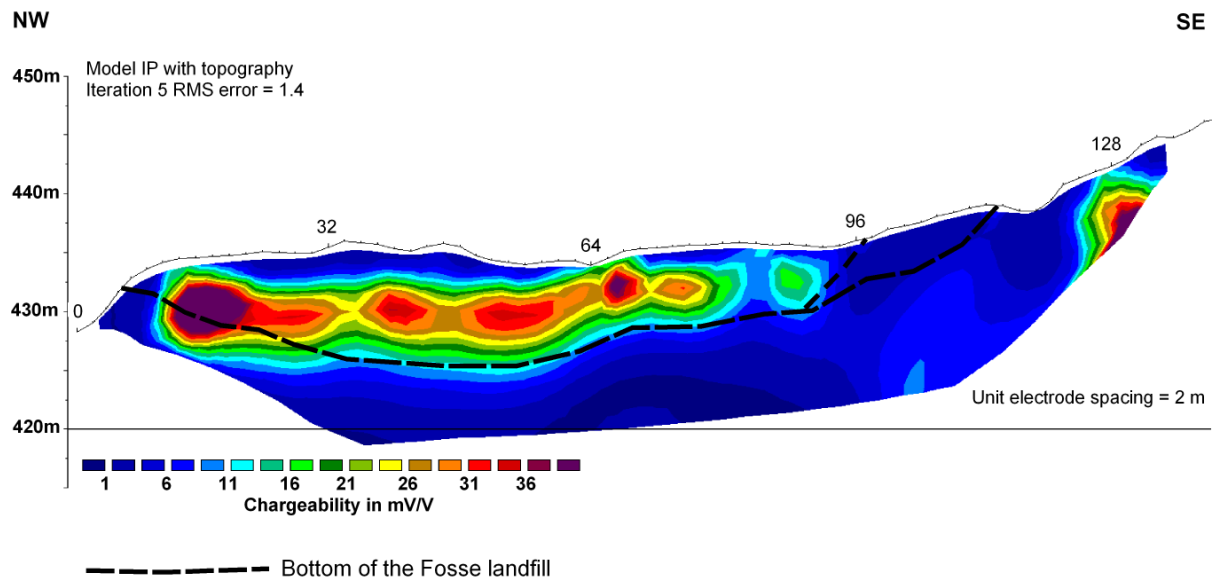 NW
SE
450m
Model IP with topography
Iteration 5 RMS error = 1.4
128
440m
96
32
64
430m
0
Unit electrode spacing = 2 m
420m
1 6 11 16 21 26 31 36
Chargeability in mV/V
Bottom of the Fosse landfill